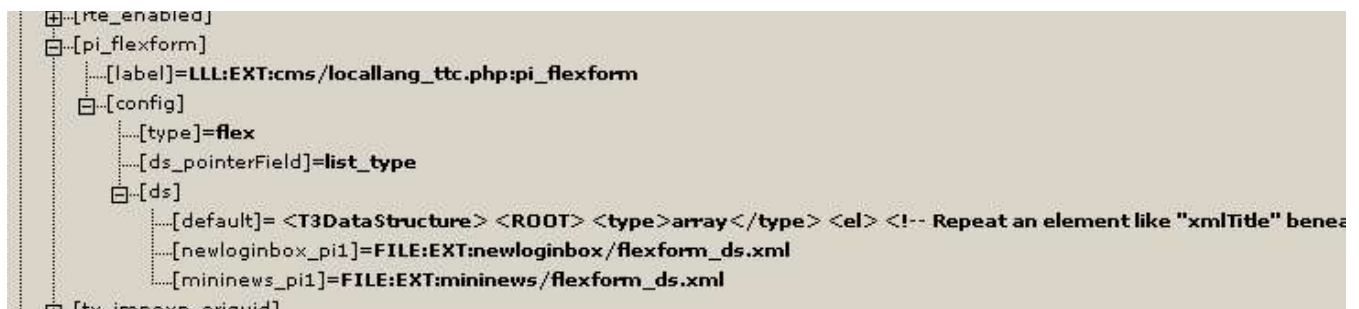 [rte_enabled]
[pi_flexform]
[label]=LLL:EXT:cms/locallang_ttc.php:pi_flexform
[config]
[type]=flex
[ds_pointerField]=list_type
[ds]
[default]= <T3DataStructure> <ROOT> <type>array</type> <el> <!-- Repeat an element like "xmlTitle" benea
[newloginbox_pi1]=FILE:EXT:newloginbox/flexform_ds.xml
[mininews_pi1]=FILE:EXT:mininews/flexform_ds.xml
[tx_impexp_origuid]